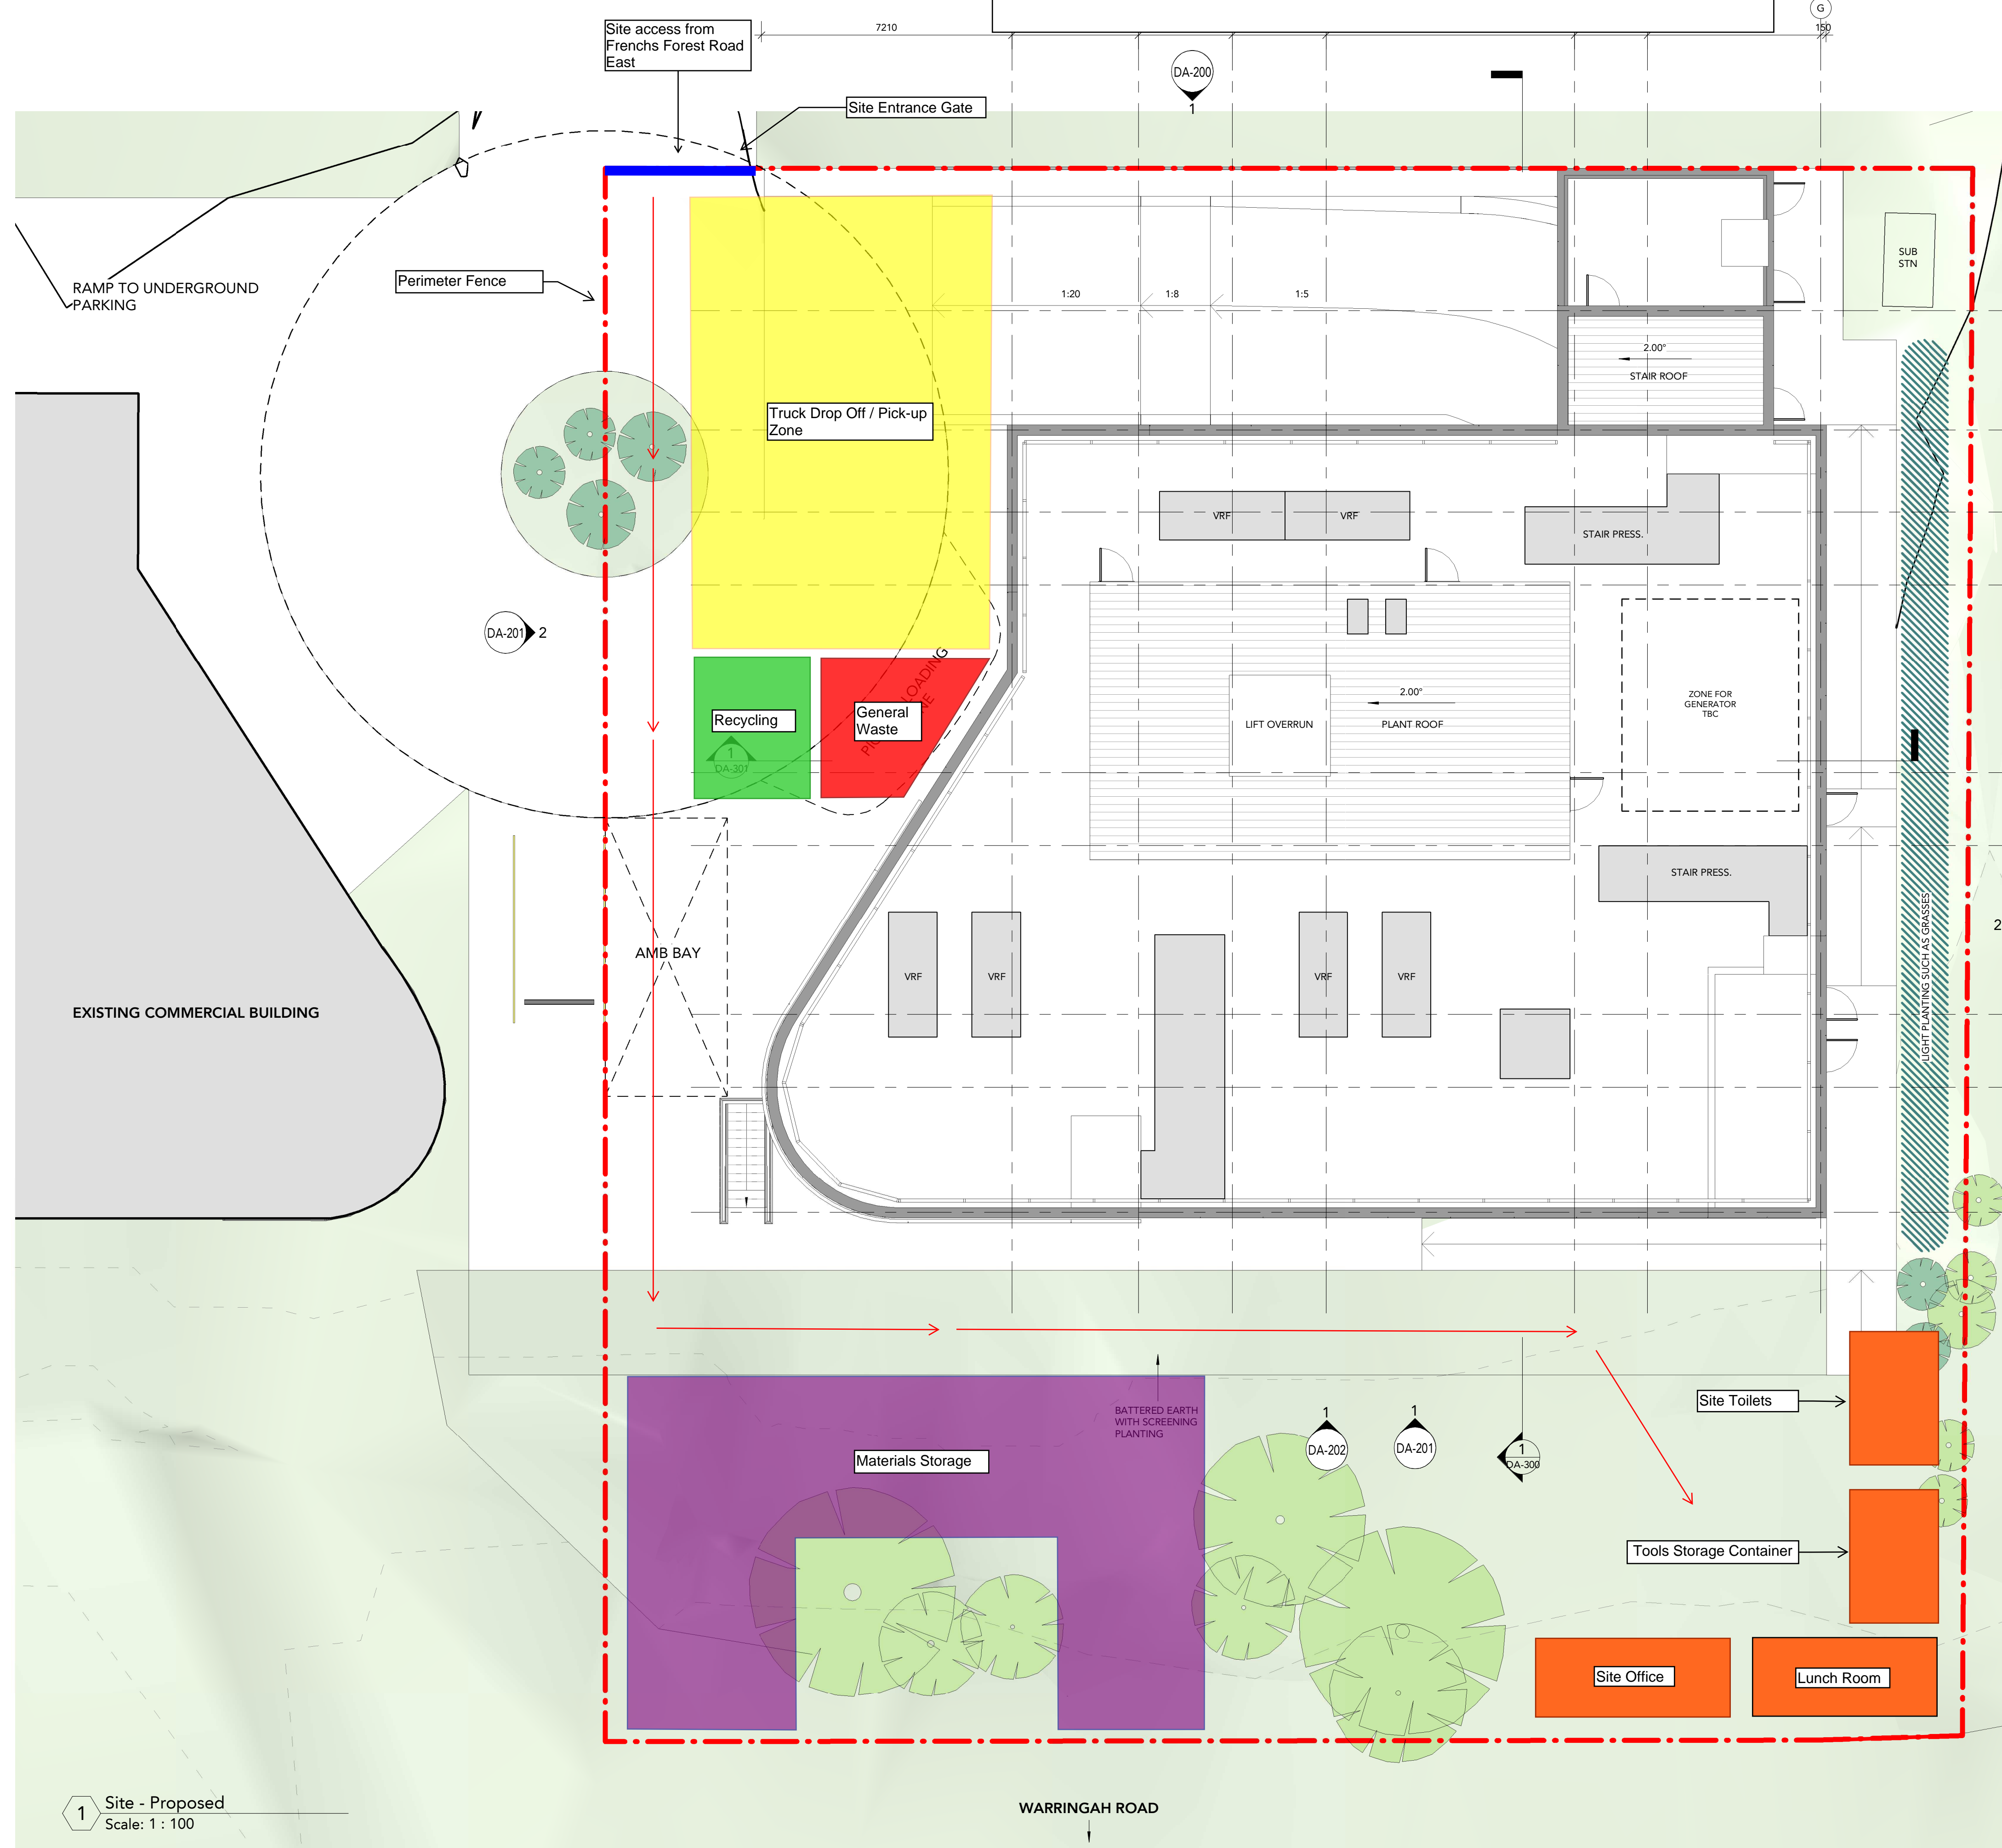 G
7210
150
Site access from
Frenchs Forest Road
East
DA-200
1
Site Entrance Gate
RAMP TO UNDERGROUND
PARKING
Perimeter Fence
SUB
STN
1:20
1:8
1:5
2.00°
STAIR ROOF
Truck Drop Off / Pick-up
Zone
VRF
VRF
STAIR PRESS.
DA-201
2
ZONE FOR
GENERATOR
TBC
2.00°
LIFT OVERRUN
PLANT ROOF
Recycling
General
Waste
LOADING
1
DA-301
STAIR PRESS.
LIGHT PLANTING SUCH AS GRASSES
2
AMB BAY
VRF
VRF
VRF
VRF
EXISTING COMMERCIAL BUILDING
BATTERED EARTH
WITH SCREENING
PLANTING
1
DA-202
1
DA-201
1
DA-300
Site Toilets
Materials Storage
Tools Storage Container
Site Office
Lunch Room
1
Site - Proposed
Scale: 1 : 100
WARRINGAH ROAD